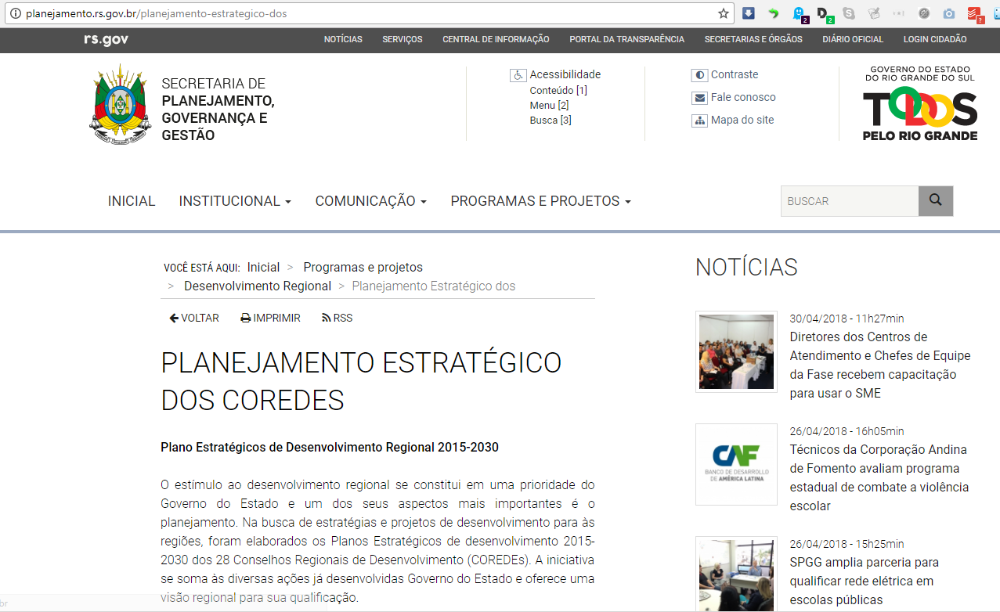 planejamento.rs.gov.br/planejamento-estrategico-dos
2
2
?
rs.gov
NOTÍCIAS SERVIÇOS CENTRAL DE INFORMAÇÃO PORTAL DA TRANSPARÊNCIA SECRETARIAS E ÓRGÃOS DIÁRIO OFICIAL LOGIN CIDADÃO
SECRETARIA DE
PLANEJAMENTO,
GOVERNANÇA E
GESTÃO
Acessibilidade
Conteúdo [1]
Menu [2]
Busca [3]
Contraste
Fale conosco
Mapa do site
GOVERNO DO ESTADO
DO RIO GRANDE DO SUL
TODOS
PELO RIO GRANDE
INICIAL INSTITUCIONAL COMUNICAÇÃO PROGRAMAS E PROJETOS
BUSCAR
VOCÊ ESTÁ AQUI: Inicial > Programas e projetos
> Desenvolvimento Regional > Planejamento Estratégico dos
VOLTAR IMPRIMIR RSS
PLANEJAMENTO ESTRATÉGICO
DOS COREDES
Plano Estratégicos de Desenvolvimento Regional 2015-2030
O estímulo ao desenvolvimento regional se constitui em uma prioridade do
Governo do Estado e um dos seus aspectos mais importantes é o
planejamento. Na busca de estratégias e projetos de desenvolvimento para às
regiões, foram elaborados os Planos Estratégicos de desenvolvimento 2015-
2030 dos 28 Conselhos Regionais de Desenvolvimento (COREDEs). A iniciativa
se soma às diversas ações já desenvolvidas Governo do Estado e oferece uma
visão regional para sua qualificação.
br
NOTÍCIAS
30/04/2018 - 11h27min
Diretores dos Centros de
Atendimento e Chefes de Equipe
da Fase recebem capacitação
para usar o SME
CAF
BANCO DE DESARROLLO
DE AMÉRICA LATINA
26/04/2018 - 16h05min
Técnicos da Corporação Andina
de Fomento avaliam programa
estadual de combate a violência
escolar
26/04/2018 - 15h25min
SPGG amplia parceria para
qualificar rede elétrica em
escolas públicas